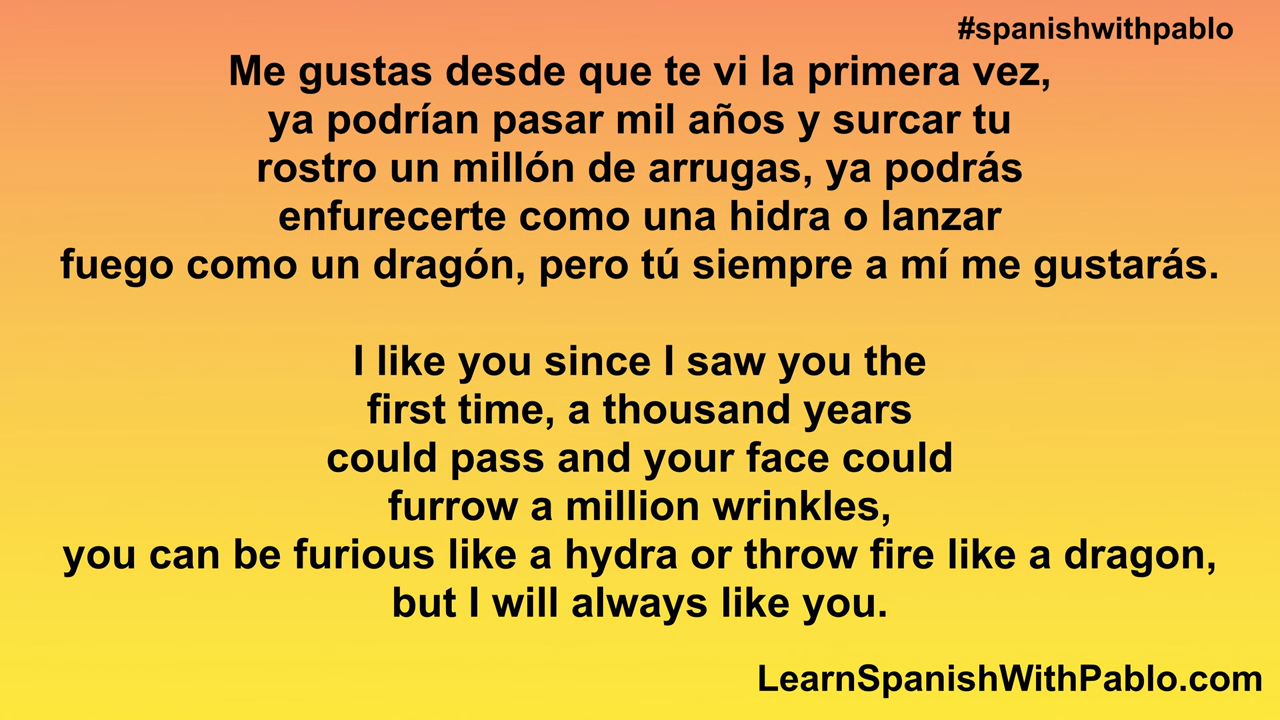 #spanishwithpablo
Me gustas desde que te vi la primera vez,
ya podrían pasar mil años y surcar tu
rostro un millón de arrugas, ya podrás
enfurecerte como una hidra o lanzar
fuego como un dragón, pero tú siempre a mí me gustarás.
I like you since I saw you the
first time, a thousand years
could pass and your face could
furrow a million wrinkles,
you can be furious like a hydra or throw fire like a dragon,
but I will always like you.
LearnSpanishWithPablo.com